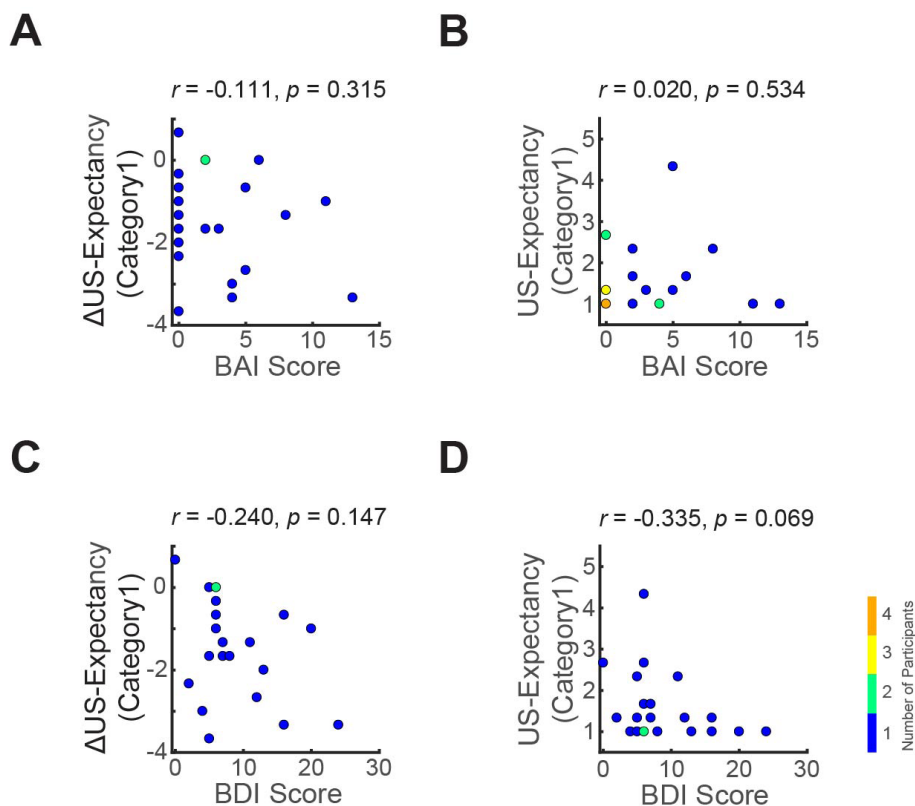 A
r = -0.111, p = 0.315
ΔUS-Expectancy
(Category1)
0
-2
-4
0 5 10 15
BAI Score
B
r = 0.020, p = 0.534
US-Expectancy
(Category1)
5
4
3
2
1
0 5 10 15
BAI Score
C
r = -0.240, p = 0.147
ΔUS-Expectancy
(Category1)
0
-2
-4
0 10 20 30
BDI Score
D
r = -0.335, p = 0.069
US-Expectancy
(Category1)
5
4
3
2
1
0 10 20 30
BDI Score
4
3
2
1
Number of Participants